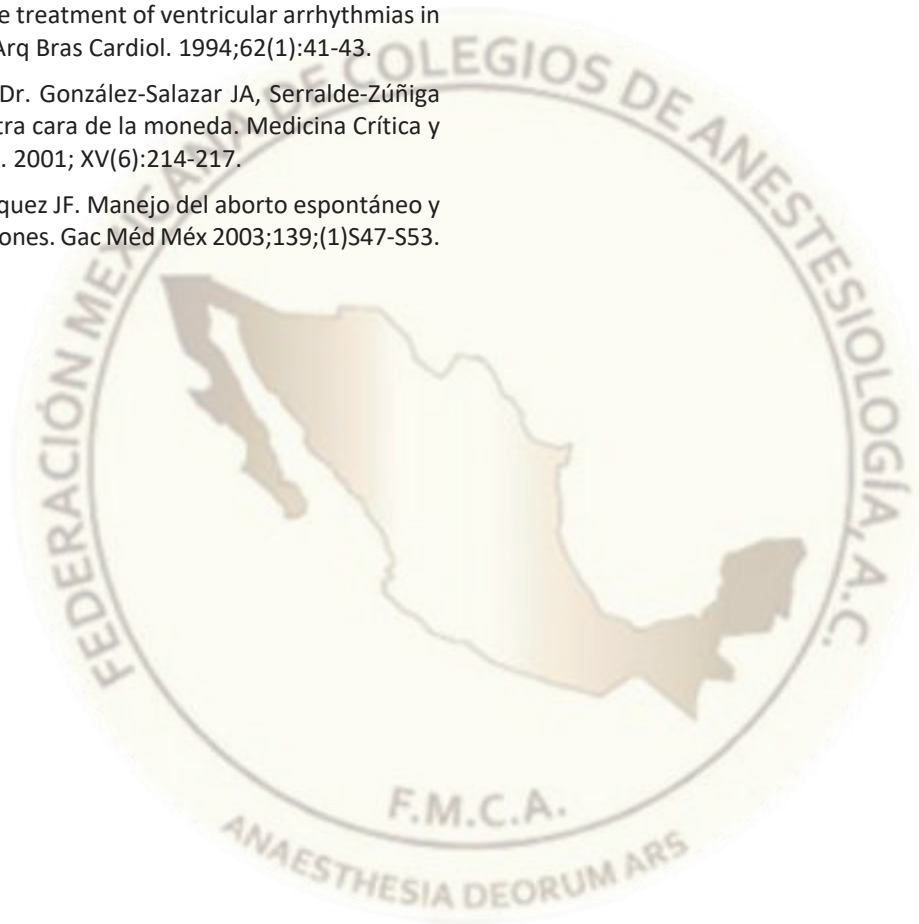 e treatment of ventricular arrhythmias in
Arq Bras Cardiol. 1994;62(1):41-43.
Dr. González-Salazar JA, Serralde-Zúñiga
tra cara de la moneda. Medicina Crítica y
. 2001; XV(6):214-217.
quez JF. Manejo del aborto espontáneo y
ones. Gac Méd Méx 2003;139;(1)S47-S53.
FEDERACIÓN MEXICANA DE COLEGIOS DE ANESTESIOLOGÍA, A.C.
F.M.C.A.
ANAESTHESIA DEORUM ARS